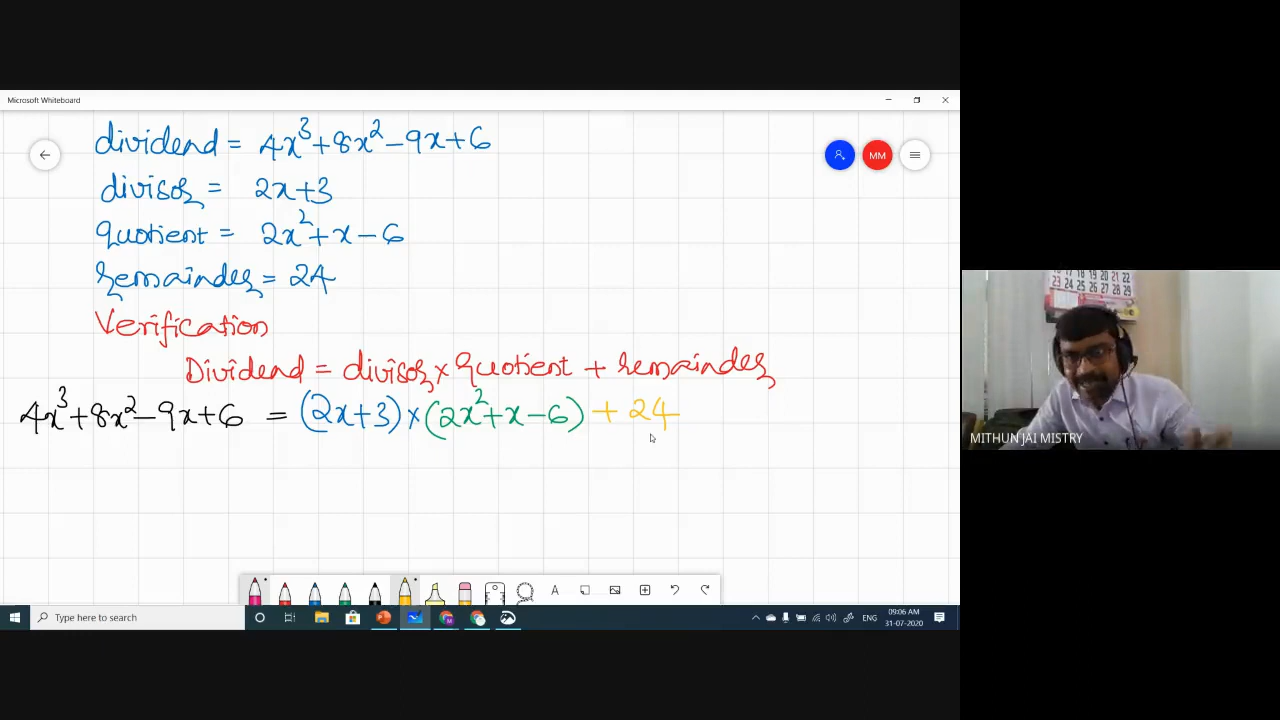 Microsoft Whiteboard
dividend = 4x³+8x²-9x+6
divisor = 2x+3
quotient = 2x²+x-6
remainder = 24
Verification
Dividend = divisor × quotient + remainder
4x³+8x²-9x+6 = (2x+3)×(2x²+x-6) + 24
MM
MITHUN JAI MISTRY
Type here to search
ENG
09:06 AM
31-07-2020